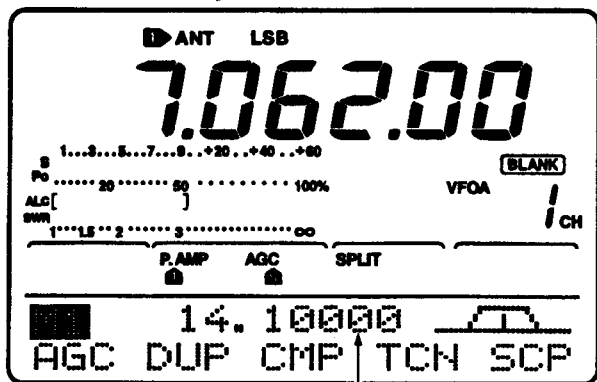 1 ANT LSB
7.062.00
S 1...3...5...7...9..+20..+40..+60
BLANK
Po ...... 20 ...... 50 ......... 100% VFOA 1 CH
ALC [ ]
SWR 1...1.5...2......3...............∞
P.AMP AGC SPLIT
14.10000
AGC DUP CMP TCN SCP